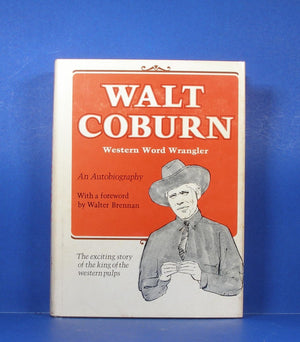 WALT
COBURN
Western Word Wrangler
An Autobiography
With a foreword
by Walter Brennan
The exciting story
of the king of the
western pulps